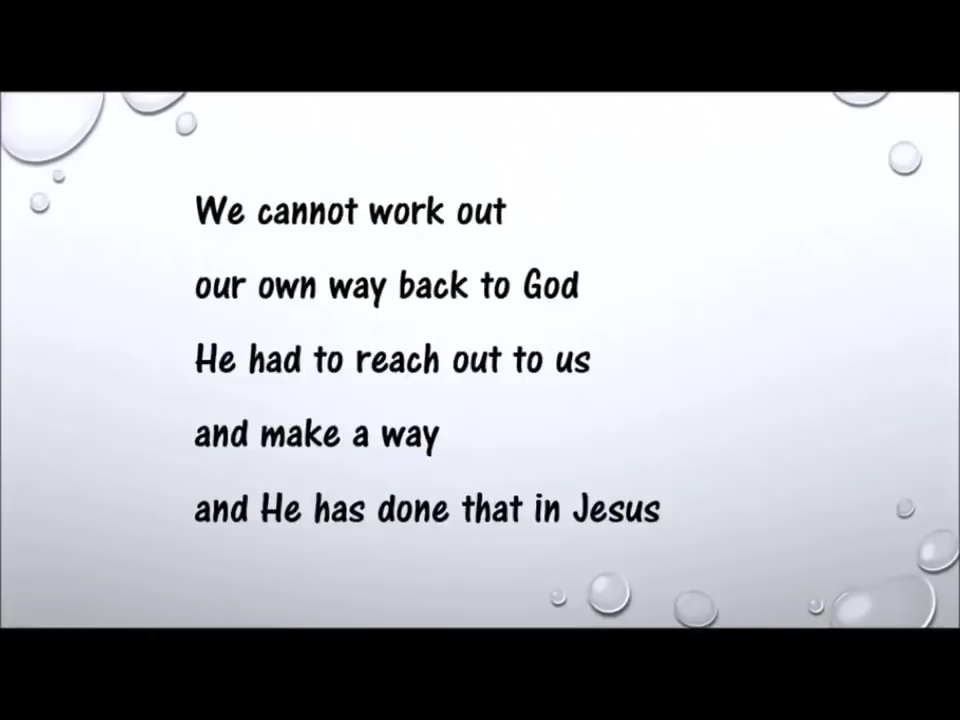 We cannot work out
our own way back to God
He had to reach out to us
and make a way
and He has done that in Jesus